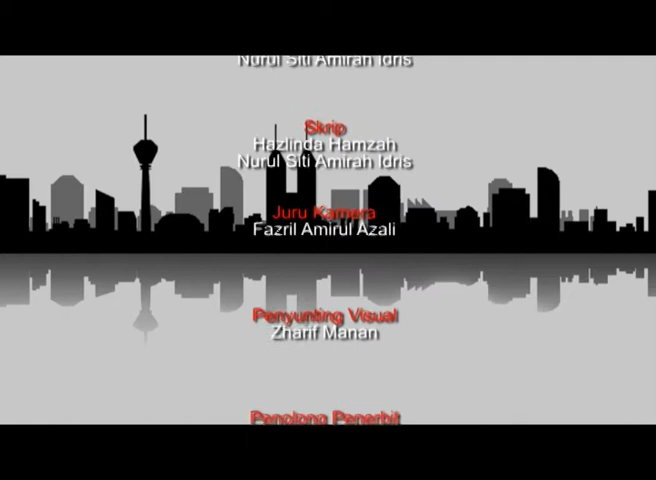 Nurul Siti Amirah Idris
Skrip
Hazlinda Hamzah
Nurul Siti Amirah Idris
Juru Kamera
Fazril Amirul Azali
Penyunting Visual
Zharif Manan
Penolong Penerbit